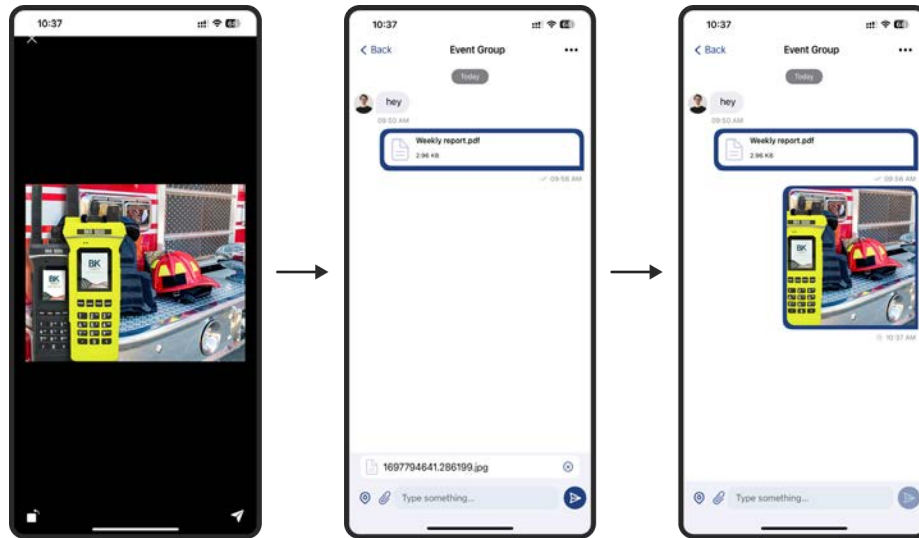 10:37
BK
BK
10:37
Back
Event Group
Today
hey
09:50 AM
Weekly report.pdf
2.96 KB
09:56 AM
1697794641.286199.jpg
Type something...
10:37
Back
Event Group
Today
hey
09:50 AM
Weekly report.pdf
2.96 KB
09:56 AM
BK
10:37 AM
Type something...